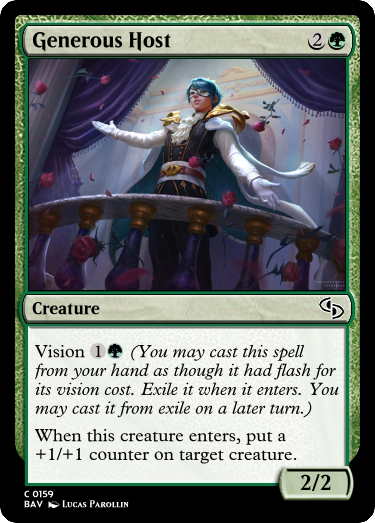 Generous Host 2
Creature
Vision 1 (You may cast this spell
from your hand as though it had flash for
its vision cost. Exile it when it enters. You
may cast it from exile on a later turn.)
When this creature enters, put a
+1/+1 counter on target creature.
2/2
C 0159
BAV Lucas Parolin